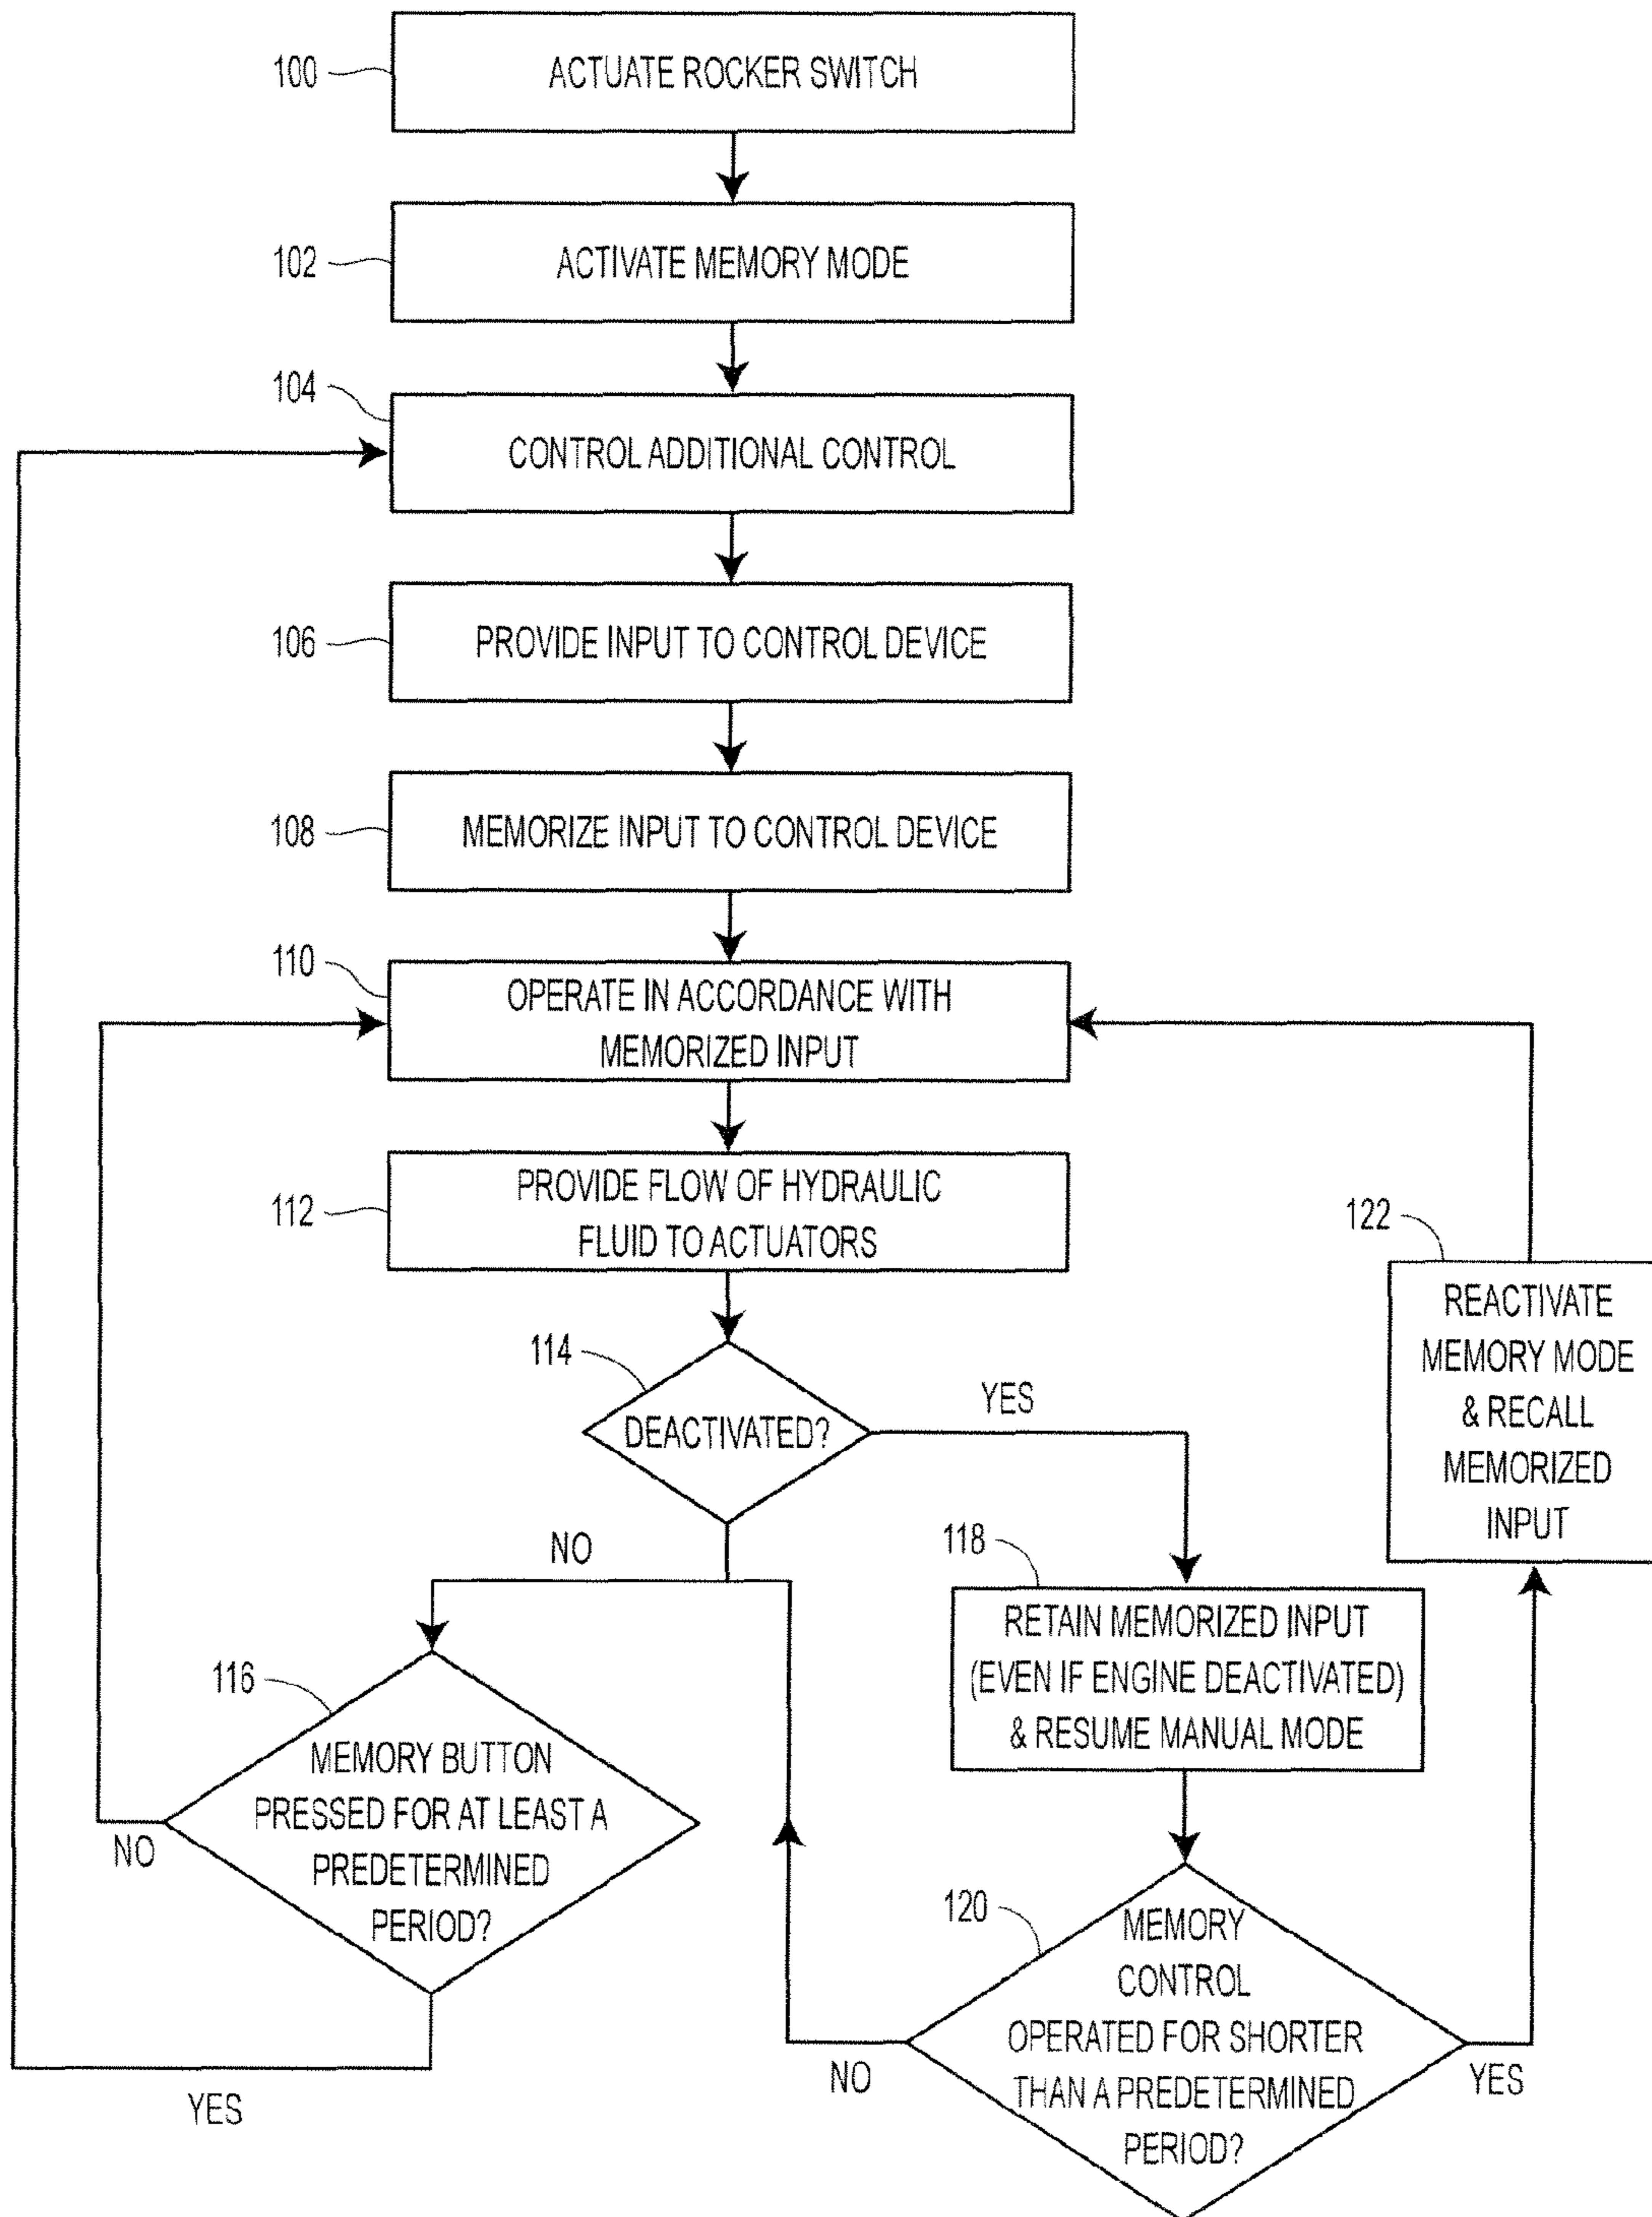 100
ACTUATE ROCKER SWITCH
102
ACTIVATE MEMORY MODE
104
CONTROL ADDITIONAL CONTROL
106
PROVIDE INPUT TO CONTROL DEVICE
108
MEMORIZE INPUT TO CONTROL DEVICE
110
OPERATE IN ACCORDANCE WITH
MEMORIZED INPUT
112
PROVIDE FLOW OF HYDRAULIC
FLUID TO ACTUATORS
114
DEACTIVATED?
YES
NO
116
MEMORY BUTTON
PRESSED FOR AT LEAST A
PREDETERMINED
PERIOD?
NO
YES
118
RETAIN MEMORIZED INPUT
(EVEN IF ENGINE DEACTIVATED)
& RESUME MANUAL MODE
120
MEMORY
CONTROL
OPERATED FOR SHORTER
THAN A PREDETERMINED
PERIOD?
NO
YES
122
REACTIVATE
MEMORY MODE
& RECALL
MEMORIZED
INPUT